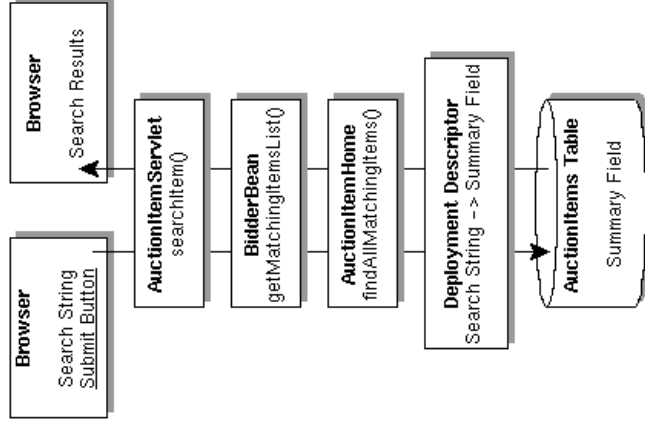 Browser
Search String
Submit Button
Browser
Search Results
AuctionItemServlet
searchItem()
BidderBean
getMatchingItemsList()
AuctionItemHome
findAllMatchingItems()
Deployment Descriptor
Search String -> Summary Field
AuctionItems Table
Summary Field